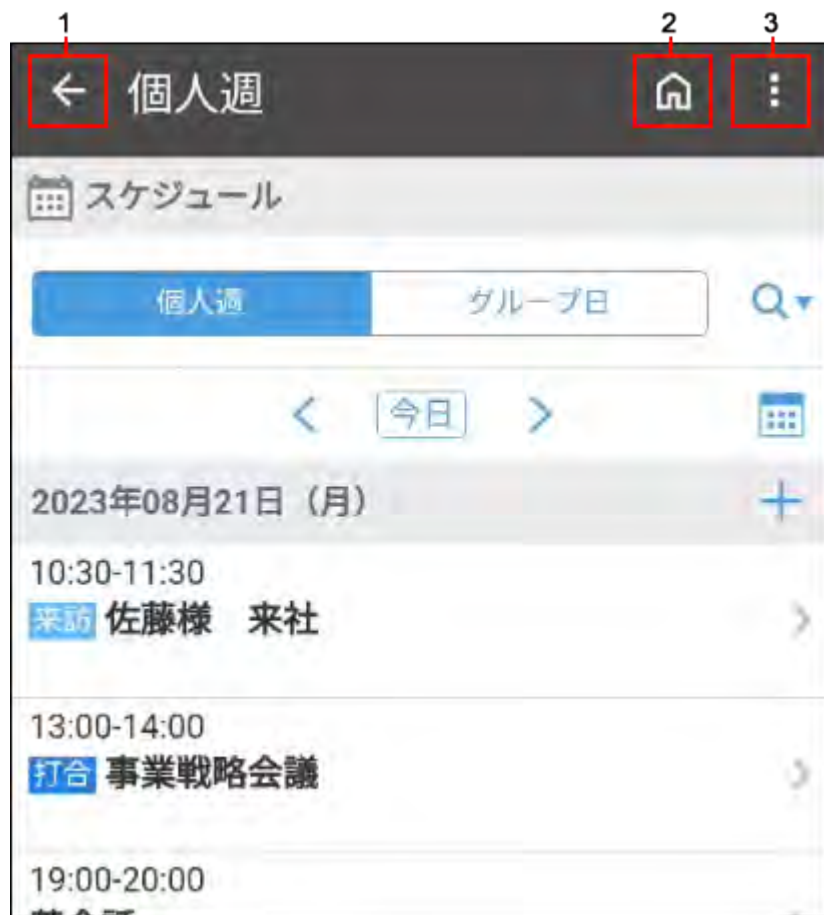 1 2 3
個人週
スケジュール
個人週 グループ日
今日
2023年08月21日（月）
10:30-11:30
来訪 佐藤様　来社
13:00-14:00
打合 事業戦略会議
19:00-20:00